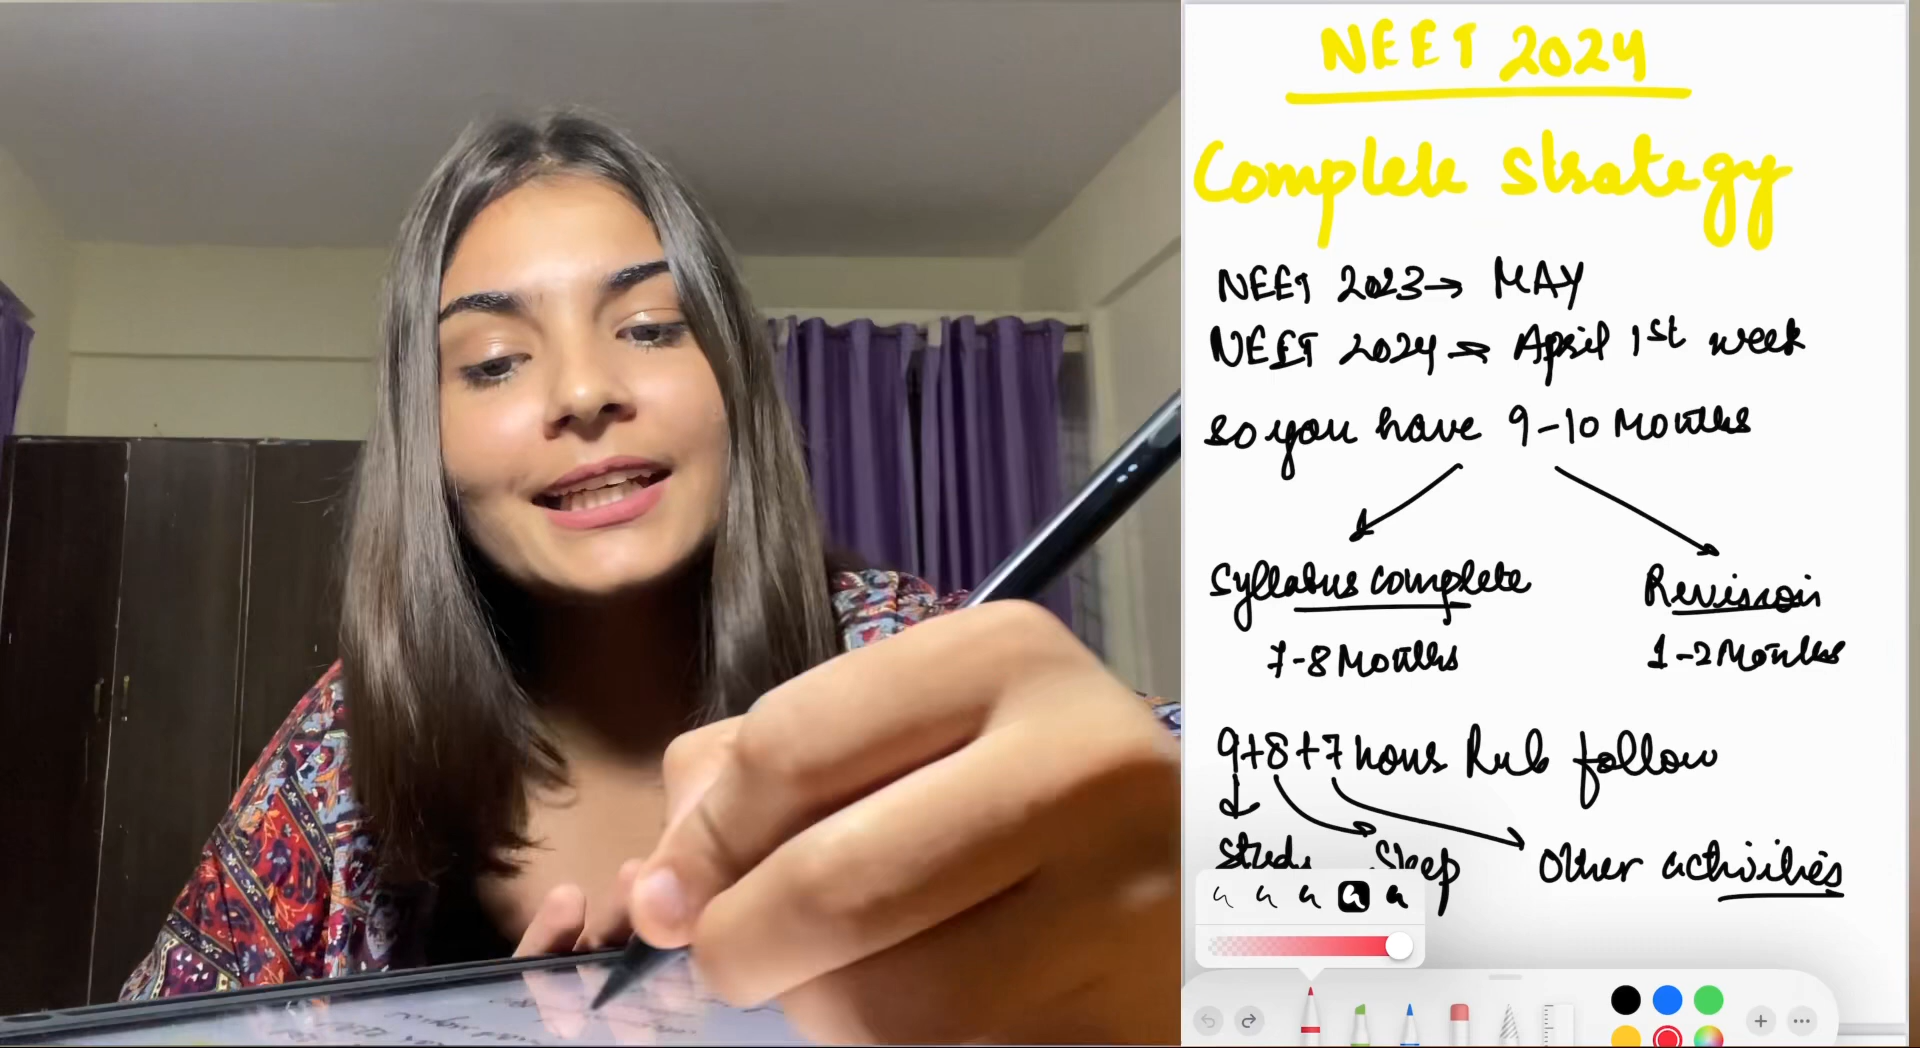 NEET 2024
Complete Strategy
NEET 2023→ MAY
NEET 2024→ April 1st week
so you have 9-10 Months
Syllabus complete Revision
7-8 Months 1-2 Months
9+8+7 hours Rule follow
Study Sleep Other activities